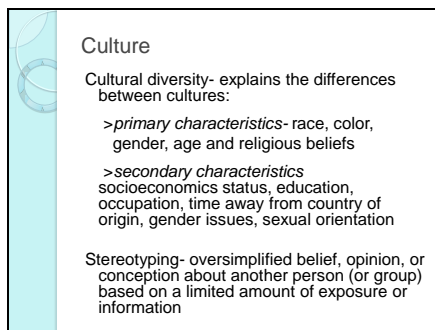 Culture
Cultural diversity- explains the differences
between cultures:
>primary characteristics- race, color,
gender, age and religious beliefs
>secondary characteristics
socioeconomics status, education,
occupation, time away from country of
origin, gender issues, sexual orientation
Stereotyping- oversimplified belief, opinion, or
conception about another person (or group)
based on a limited amount of exposure or
information